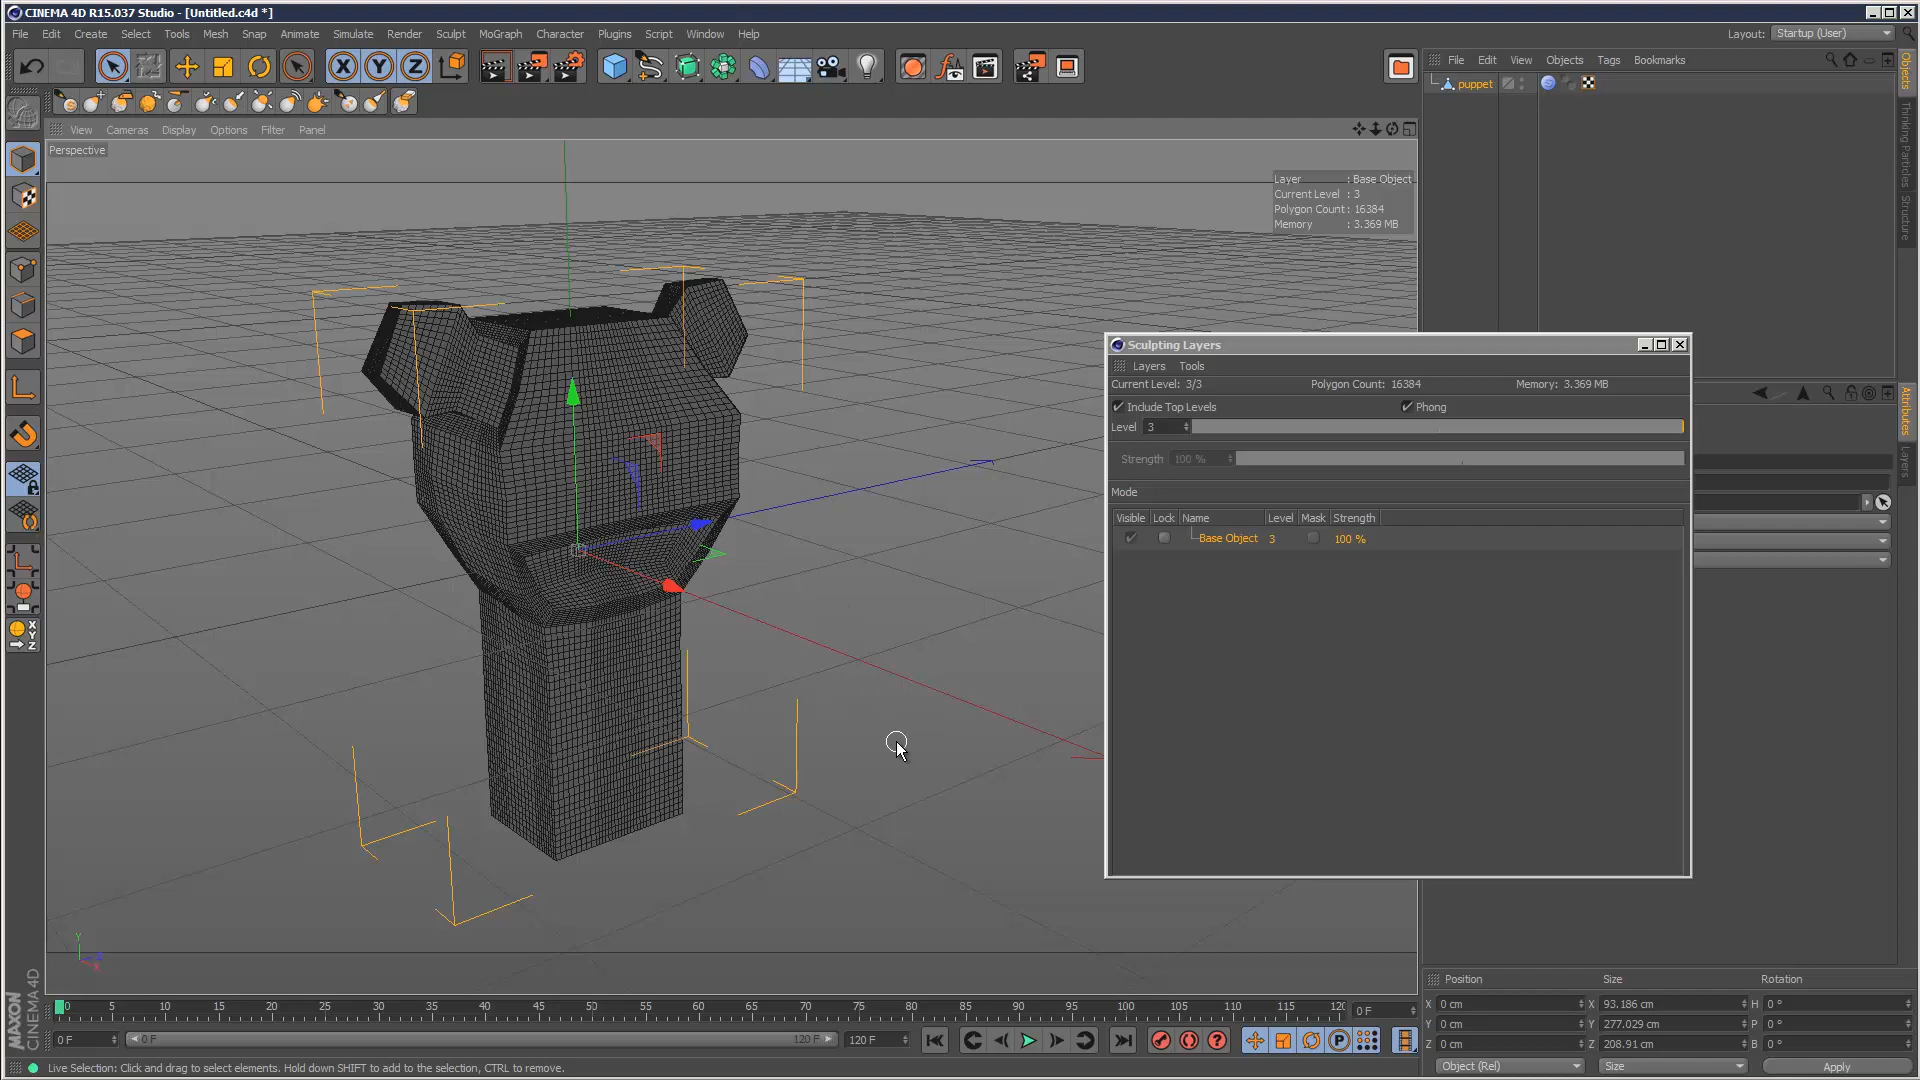 CINEMA 4D R15.037 Studio - [Untitled.c4d *]
File Edit Create Select Tools Mesh Snap Animate Simulate Render Sculpt MoGraph Character Plugins Script Window Help
Layout: Startup (User)
X Y Z
File Edit View Objects Tags Bookmarks
puppet
View Cameras Display Options Filter Panel
Perspective
Layer : Base Object
Current Level : 3
Polygon Count : 16384
Memory : 3.369 MB
Objects
Thinking Particles
Structure
Attributes
Layers
Sculpting Layers
Layers Tools
Current Level: 3/3 Polygon Count: 16384 Memory: 3.369 MB
Include Top Levels Phong
Level 3
Strength 100 %
Mode
Visible Lock Name Level Mask Strength
Base Object 3 100 %
X
Y
Z
Y
Z
X
MAXON
CINEMA 4D
0 5 10 15 20 25 30 35 40 45 50 55 60 65 70 75 80 85 90 95 100 105 110 115 120 0 F
0 F 0 F 120 F 120 F
Position Size Rotation
X 0 cm X 93.186 cm H 0 °
Y 0 cm Y 277.029 cm P 0 °
Z 0 cm Z 208.91 cm B 0 °
Object (Rel) Size Apply
Live Selection: Click and drag to select elements. Hold down SHIFT to add to the selection, CTRL to remove.